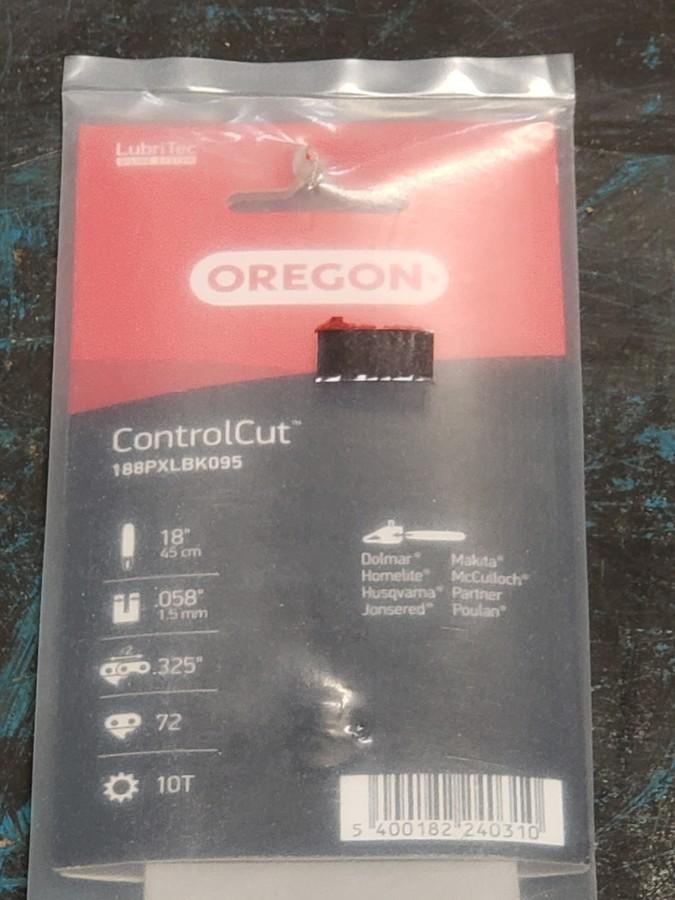 LubriTec
OREGON
ControlCut™
188PXLBK095
18"
45 cm
.058"
1.5 mm
.325"
72
10T
Dolmar® Makita®
Homelite® McCulloch®
Husqvarna® Partner
Jonsered® Poulan®
5 400182 240310